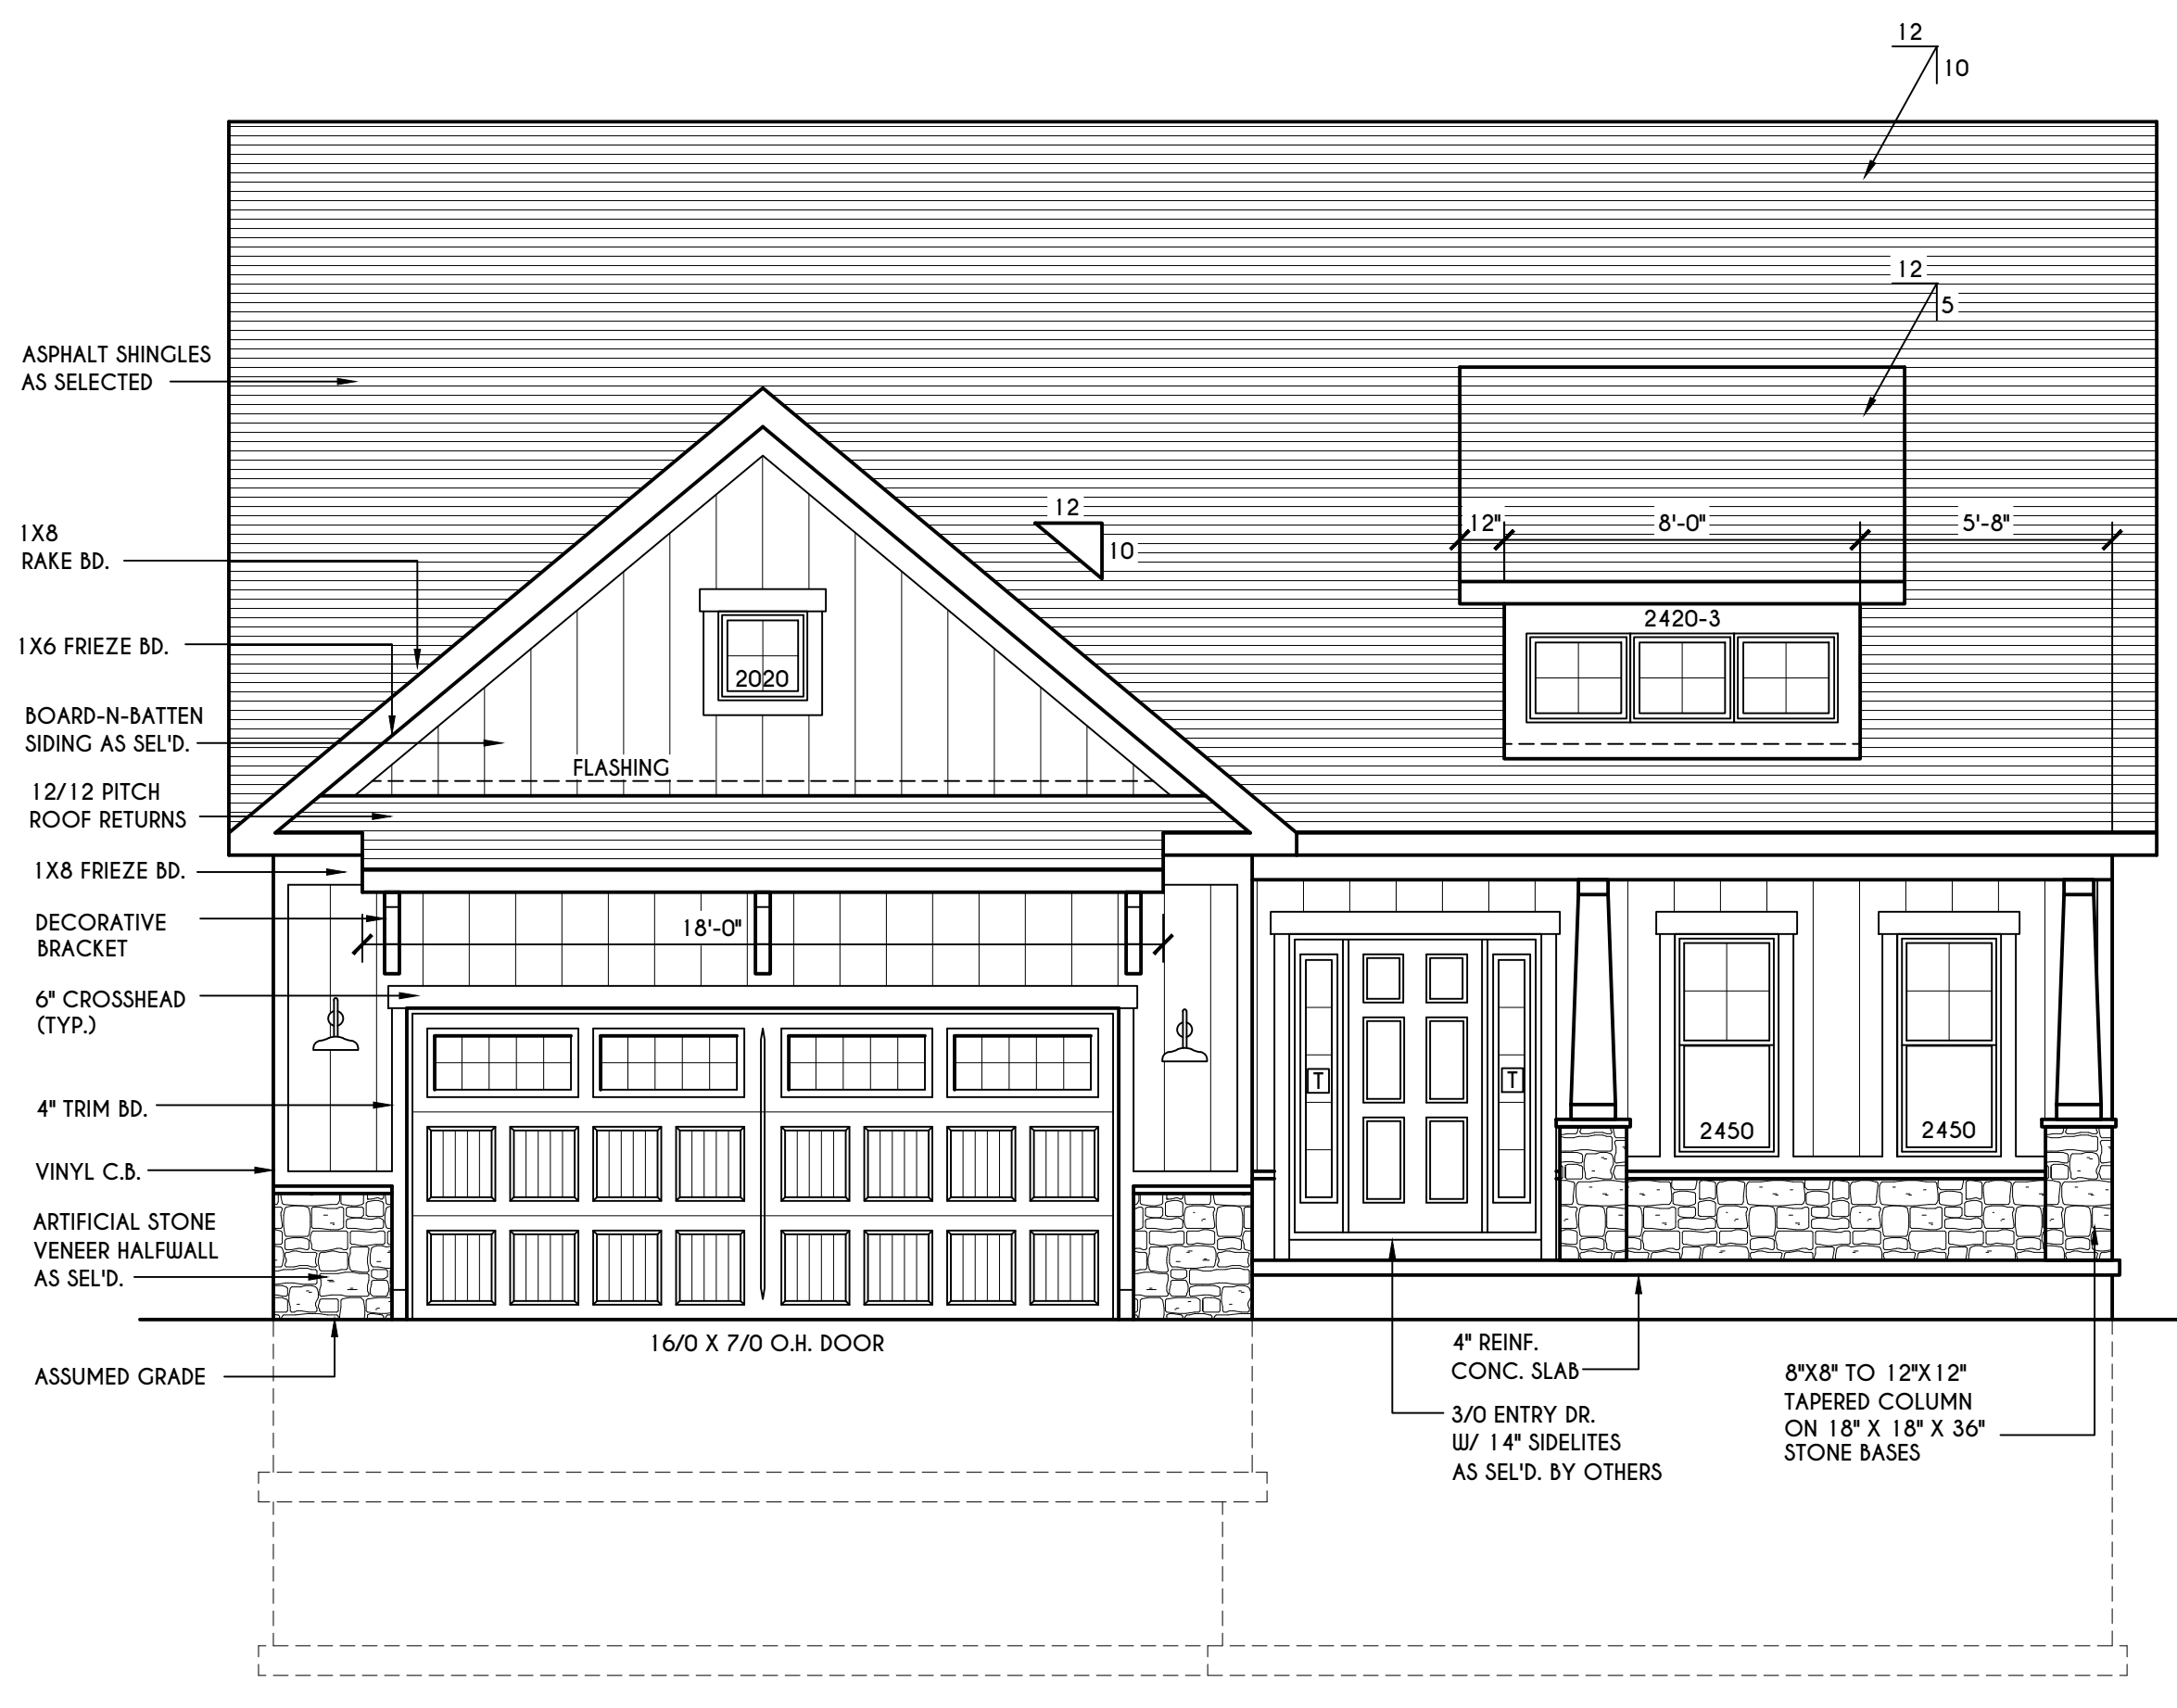 12
10
12
5
ASPHALT SHINGLES
AS SELECTED
12
10
12"
8'-0"
5'-8"
1X8
RAKE BD.
2420-3
1X6 FRIEZE BD.
2020
BOARD-N-BATTEN
SIDING AS SEL'D.
FLASHING
12/12 PITCH
ROOF RETURNS
1X8 FRIEZE BD.
DECORATIVE
BRACKET
18'-0"
6" CROSSHEAD
(TYP.)
T
T
4" TRIM BD.
2450
2450
VINYL C.B.
ARTIFICIAL STONE
VENEER HALFWALL
AS SEL'D.
16/0 X 7/0 O.H. DOOR
ASSUMED GRADE
4" REINF.
CONC. SLAB
3/0 ENTRY DR.
W/ 14" SIDELITES
AS SEL'D. BY OTHERS
8"X8" TO 12"X12"
TAPERED COLUMN
ON 18" X 18" X 36"
STONE BASES